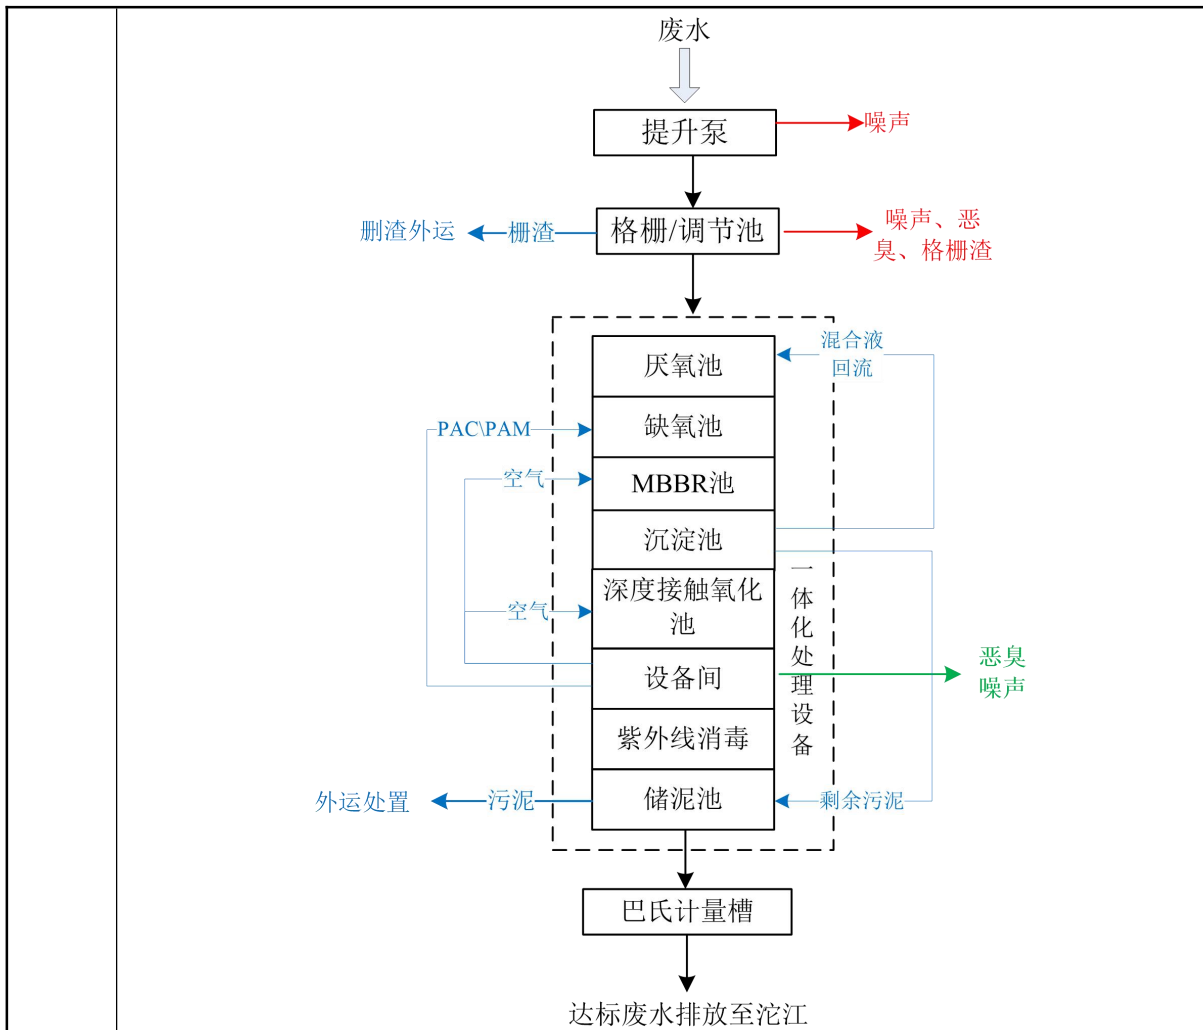 废水
提升泵
噪声
删渣外运
栅渣
格栅/调节池
噪声、恶
臭、格栅渣
混合液
回流
厌氧池
PAC\PAM
缺氧池
空气
MBBR池
沉淀池
空气
深度接触氧化
池
一体化处理设备
设备间
恶臭
噪声
紫外线消毒
外运处置
污泥
储泥池
剩余污泥
巴氏计量槽
达标废水排放至沱江